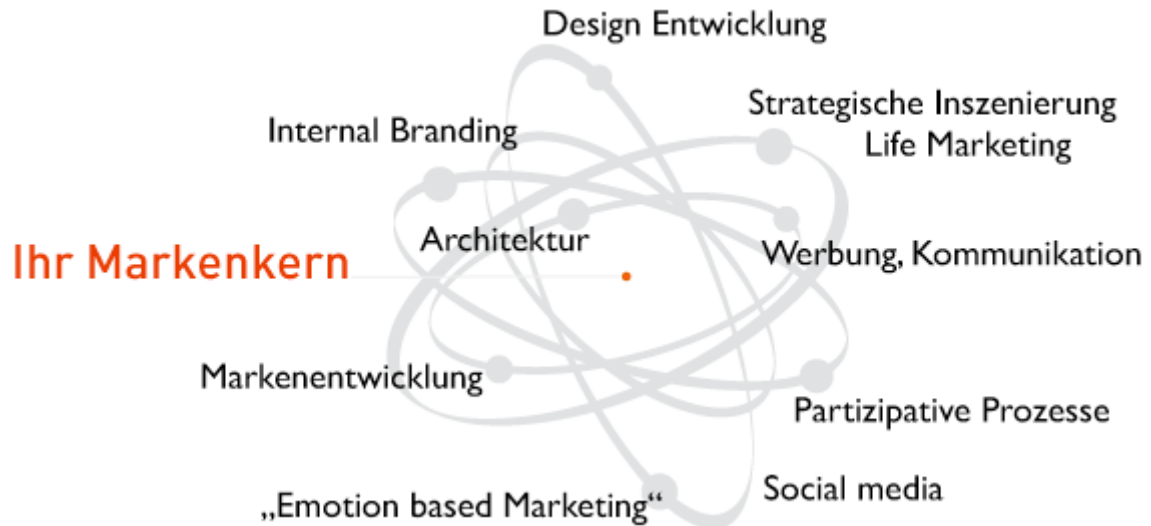 Design Entwicklung
Strategische Inszenierung
Life Marketing
Internal Branding
Architektur
Werbung, Kommunikation
Ihr Markenkern
Markenentwicklung
Partizipative Prozesse
Social media
„Emotion based Marketing“